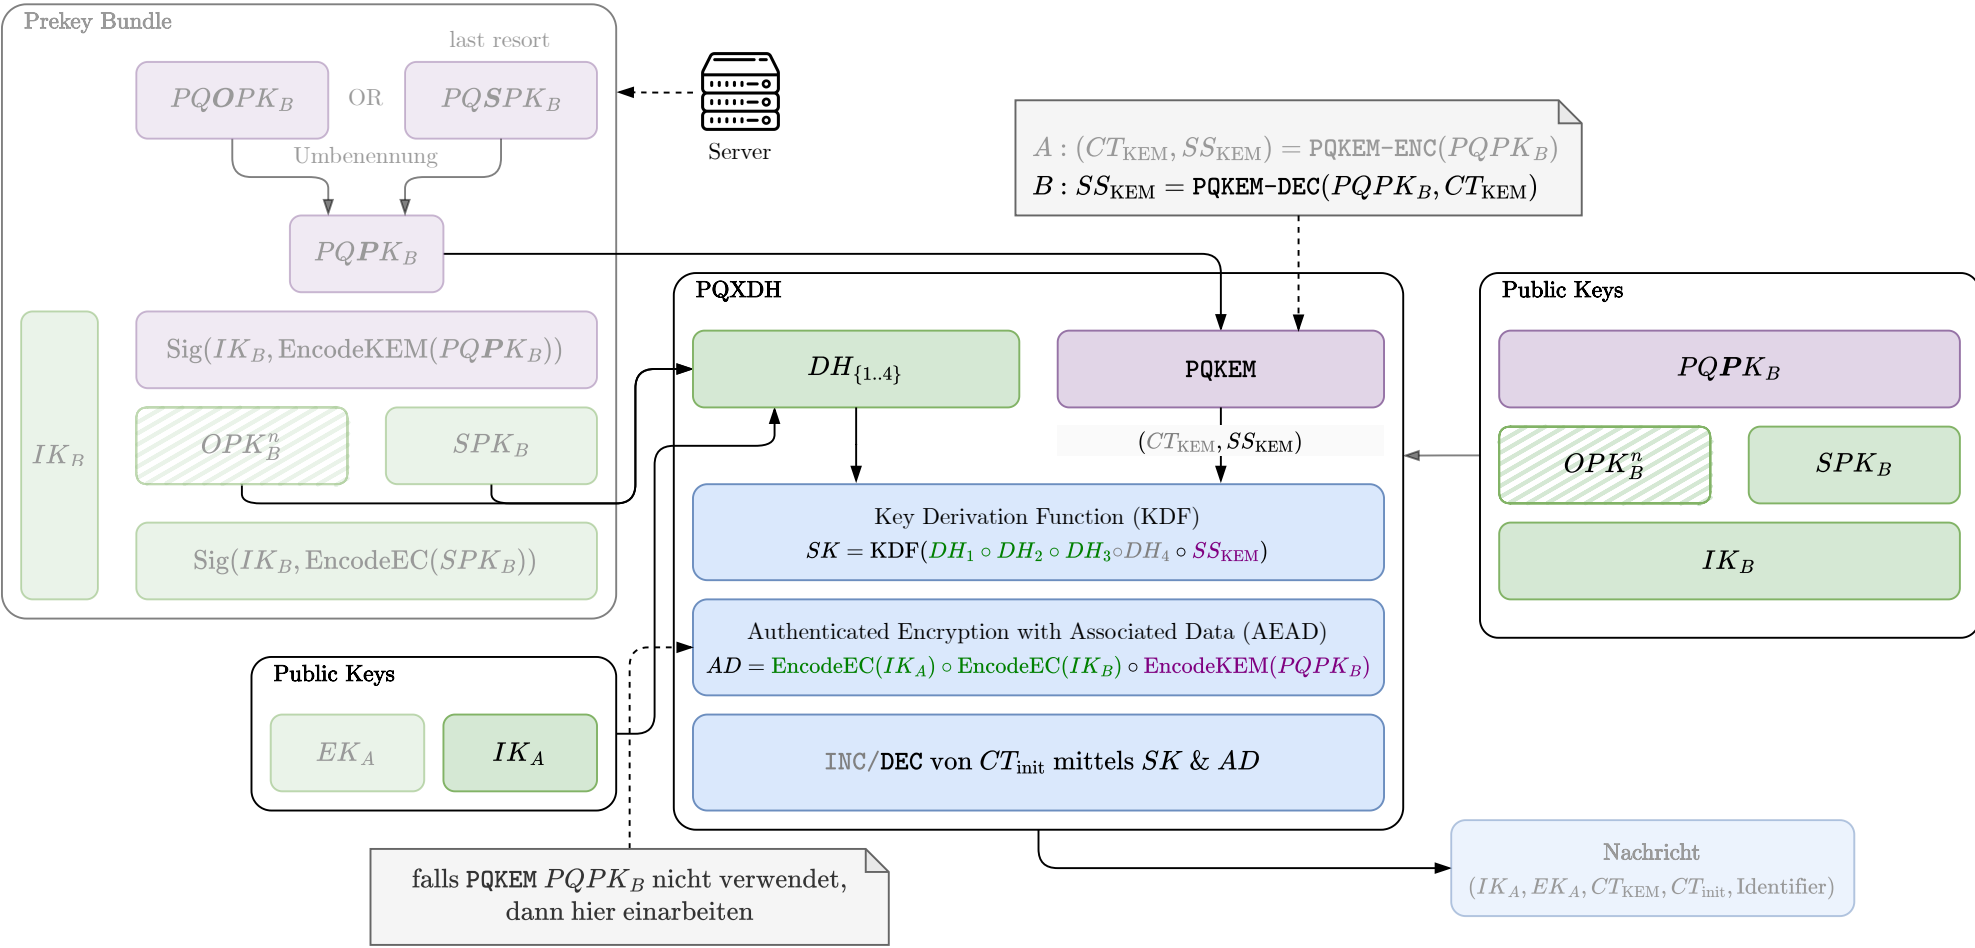 Prekey Bundle
last resort
PQOPK_B
OR
PQSPK_B
Umbenennung
PQPK_B
IK_B
Sig(IK_B, EncodeKEM(PQPK_B))
OPK_B^n
SPK_B
Sig(IK_B, EncodeEC(SPK_B))
Server
A : (CT_KEM, SS_KEM) = PQKEM-ENC(PQPK_B)
B : SS_KEM = PQKEM-DEC(PQPK_B, CT_KEM)
PQXDH
DH_{1..4}
PQKEM
(CT_KEM, SS_KEM)
Key Derivation Function (KDF)
SK = KDF(DH_1 ∘ DH_2 ∘ DH_3 ∘ DH_4 ∘ SS_KEM)
Authenticated Encryption with Associated Data (AEAD)
AD = EncodeEC(IK_A) ∘ EncodeEC(IK_B) ∘ EncodeKEM(PQPK_B)
INC/DEC von CT_init mittels SK & AD
Public Keys
PQPK_B
OPK_B^n
SPK_B
IK_B
Public Keys
EK_A
IK_A
falls PQKEM PQPK_B nicht verwendet,
dann hier einarbeiten
Nachricht
(IK_A, EK_A, CT_KEM, CT_init, Identifier)